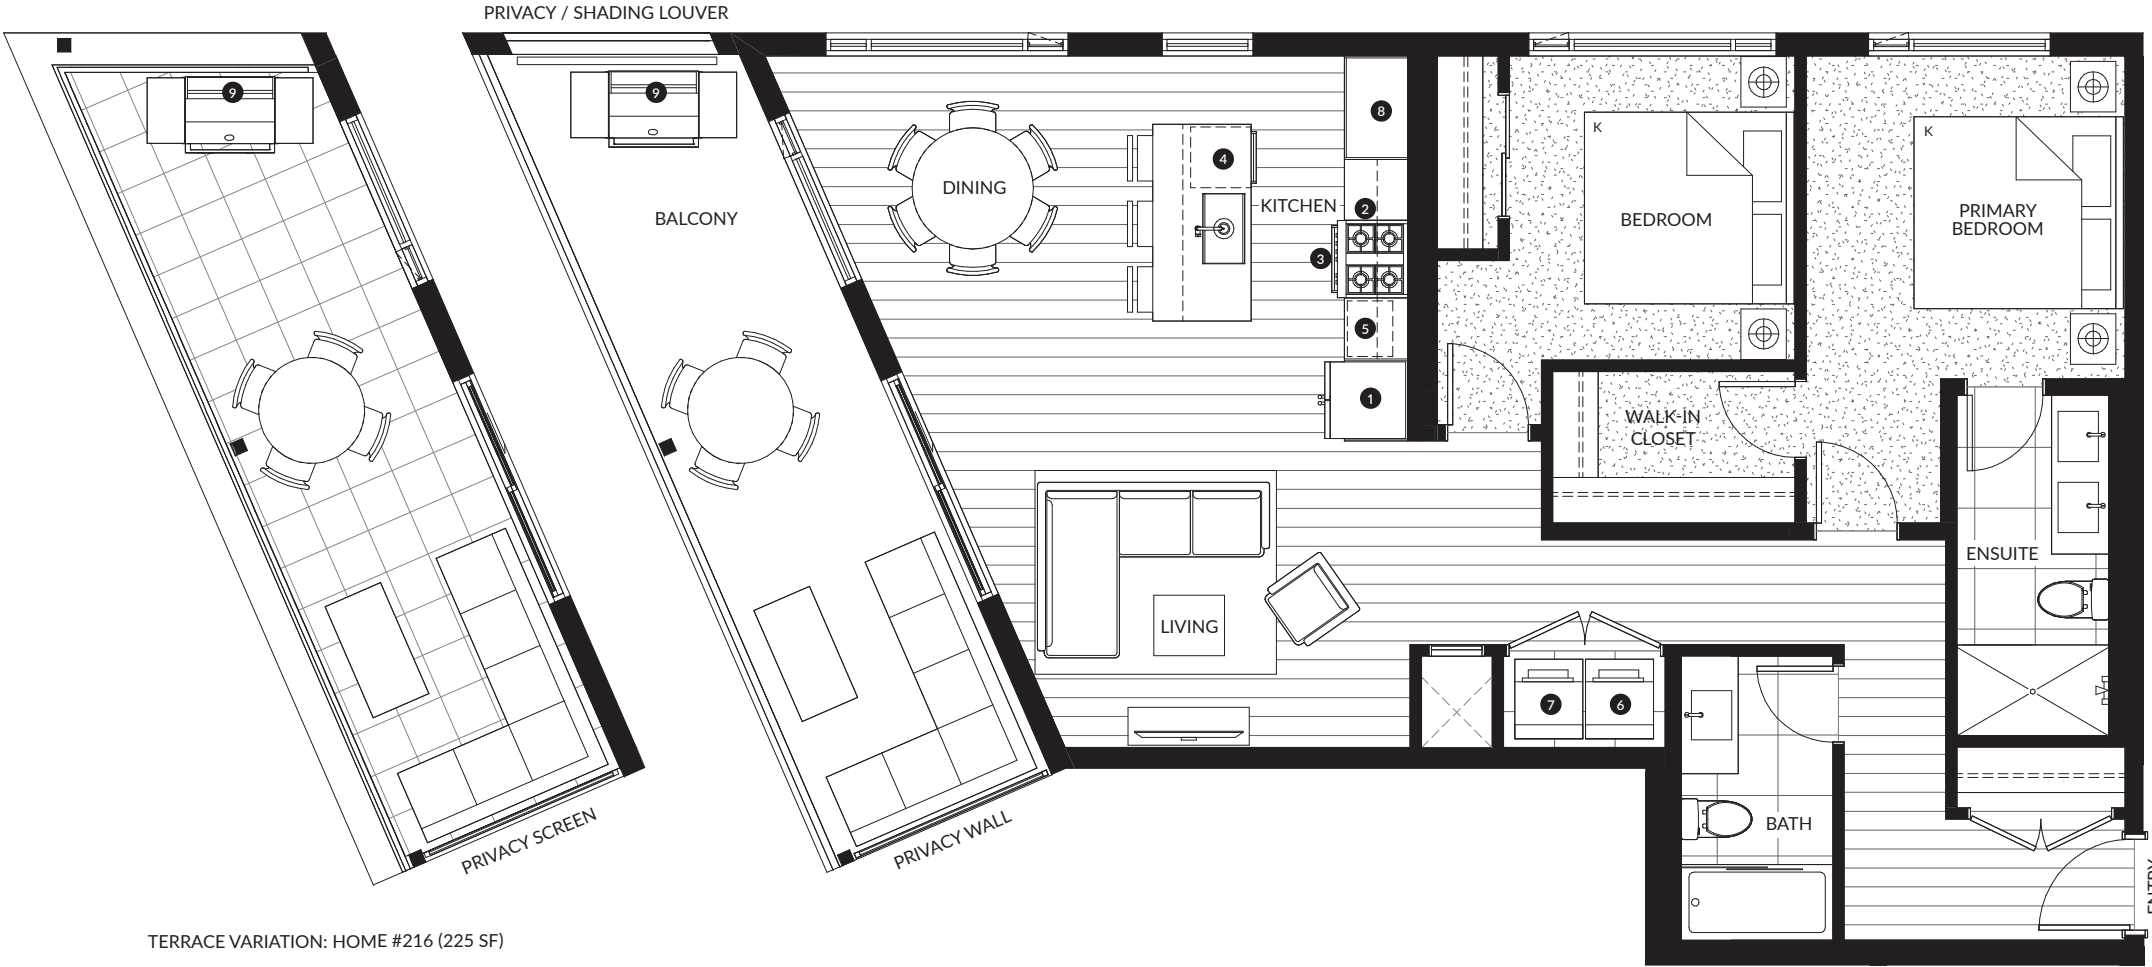 PRIVACY / SHADING LOUVER
9
9
8
4
DINING
KITCHEN
2
3
5
1
BALCONY
K
BEDROOM
K
PRIMARY
BEDROOM
WALK-IN
CLOSET
ENSUITE
LIVING
7
6
BATH
ENTRY
PRIVACY SCREEN
PRIVACY WALL
TERRACE VARIATION: HOME #216 (225 SF)